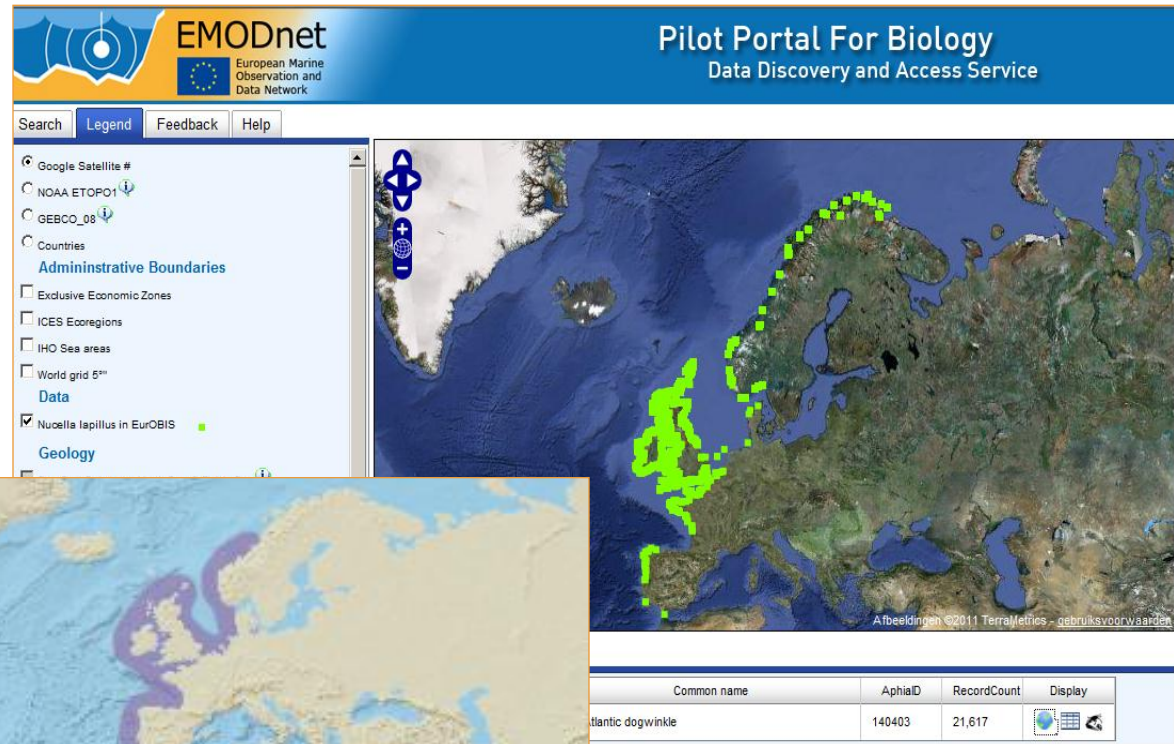 EMODnet
European Marine
Observation and
Data Network
Pilot Portal For Biology
Data Discovery and Access Service
Search Legend Feedback Help
Google Satellite #
NOAA ETOPO1
GEBCO_08
Countries
Admininstrative Boundaries
Exclusive Economic Zones
ICES Ecoregions
IHO Sea areas
World grid 5°"
Data
Nucella lapillus in EurOBIS
Geology
Afbeeldingen ©2011 TerraMetrics - gebruiksvoorwaarden
Common name AphiaID RecordCount Display
tlantic dogwinkle 140403 21,617